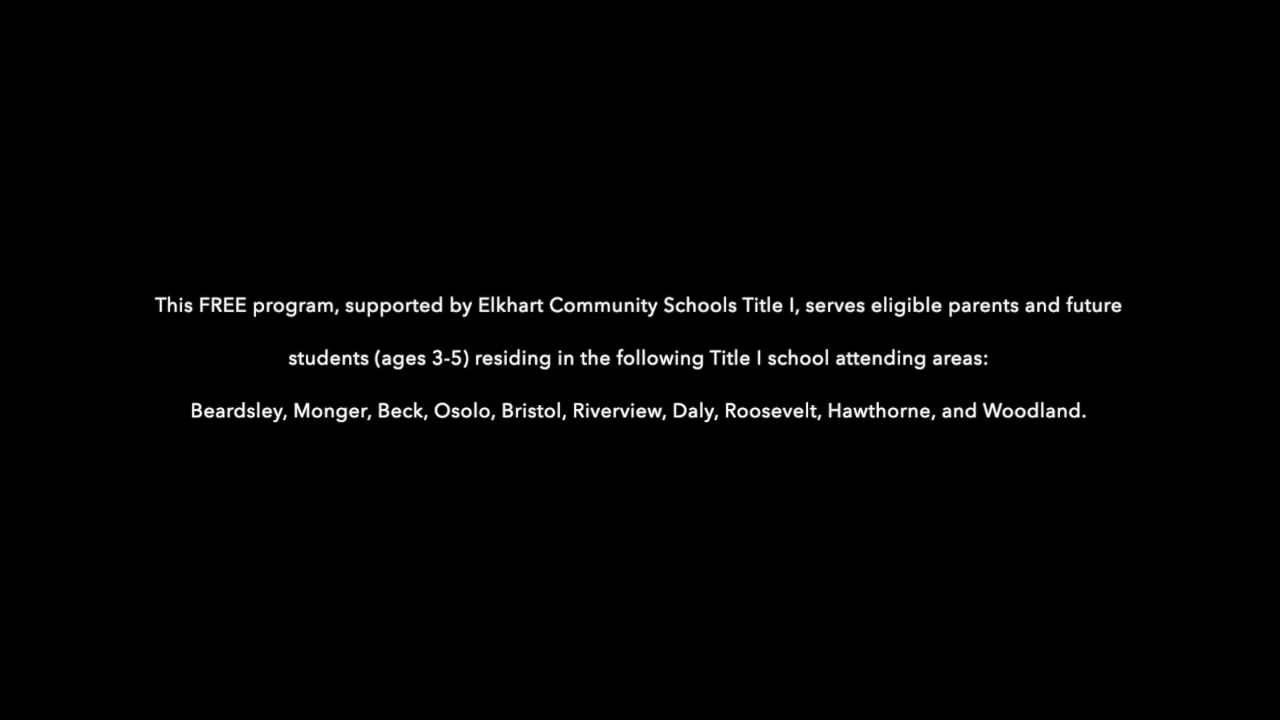 This FREE program, supported by Elkhart Community Schools Title I, serves eligible parents and future
students (ages 3-5) residing in the following Title I school attending areas:
Beardsley, Monger, Beck, Osolo, Bristol, Riverview, Daly, Roosevelt, Hawthorne, and Woodland.